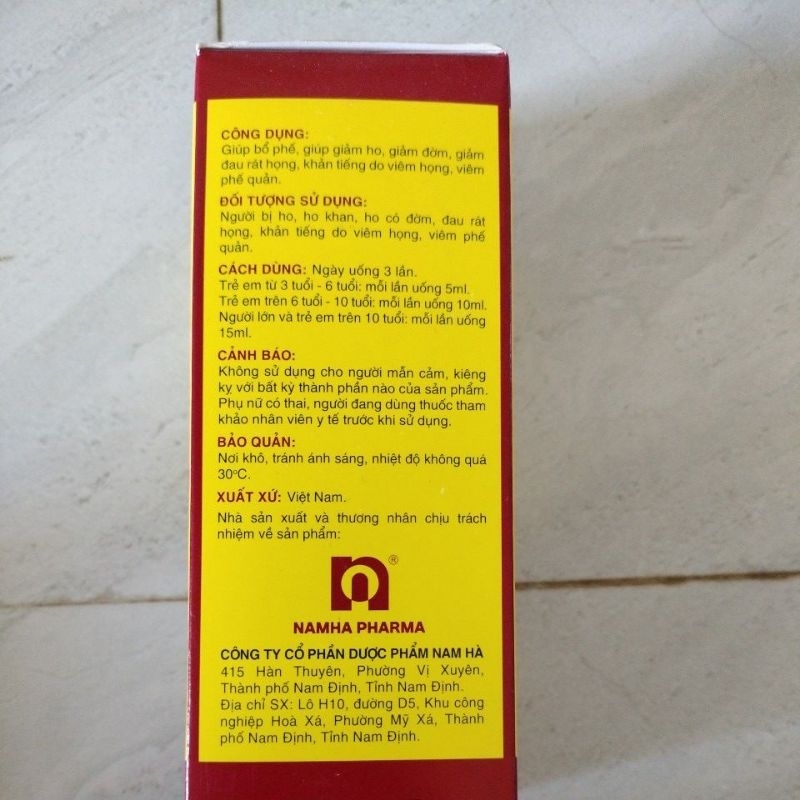 CÔNG DỤNG:
Giúp bổ phế, giúp giảm ho, giảm đờm, giảm
đau rát họng, khản tiếng do viêm họng, viêm
phế quản.
ĐỐI TƯỢNG SỬ DỤNG:
Người bị ho, ho khan, ho có đờm, đau rát
họng, khản tiếng do viêm họng, viêm phế
quản.
CÁCH DÙNG: Ngày uống 3 lần.
Trẻ em từ 3 tuổi - 6 tuổi: mỗi lần uống 5ml.
Trẻ em trên 6 tuổi - 10 tuổi: mỗi lần uống 10ml.
Người lớn và trẻ em trên 10 tuổi: mỗi lần uống
15ml.
CẢNH BÁO:
Không sử dụng cho người mẫn cảm, kiêng
kỵ với bất kỳ thành phần nào của sản phẩm.
Phụ nữ có thai, người đang dùng thuốc tham
khảo nhân viên y tế trước khi sử dụng.
BẢO QUẢN:
Nơi khô, tránh ánh sáng, nhiệt độ không quá
30°C.
XUẤT XỨ: Việt Nam.
Nhà sản xuất và thương nhân chịu trách
nhiệm về sản phẩm:
n®
NAMHA PHARMA
CÔNG TY CỔ PHẦN DƯỢC PHẨM NAM HÀ
415 Hàn Thuyên, Phường Vị Xuyên,
Thành phố Nam Định, Tỉnh Nam Định.
Địa chỉ SX: Lô H10, đường D5, Khu công
nghiệp Hoà Xá, Phường Mỹ Xá, Thành
phố Nam Định, Tỉnh Nam Định.